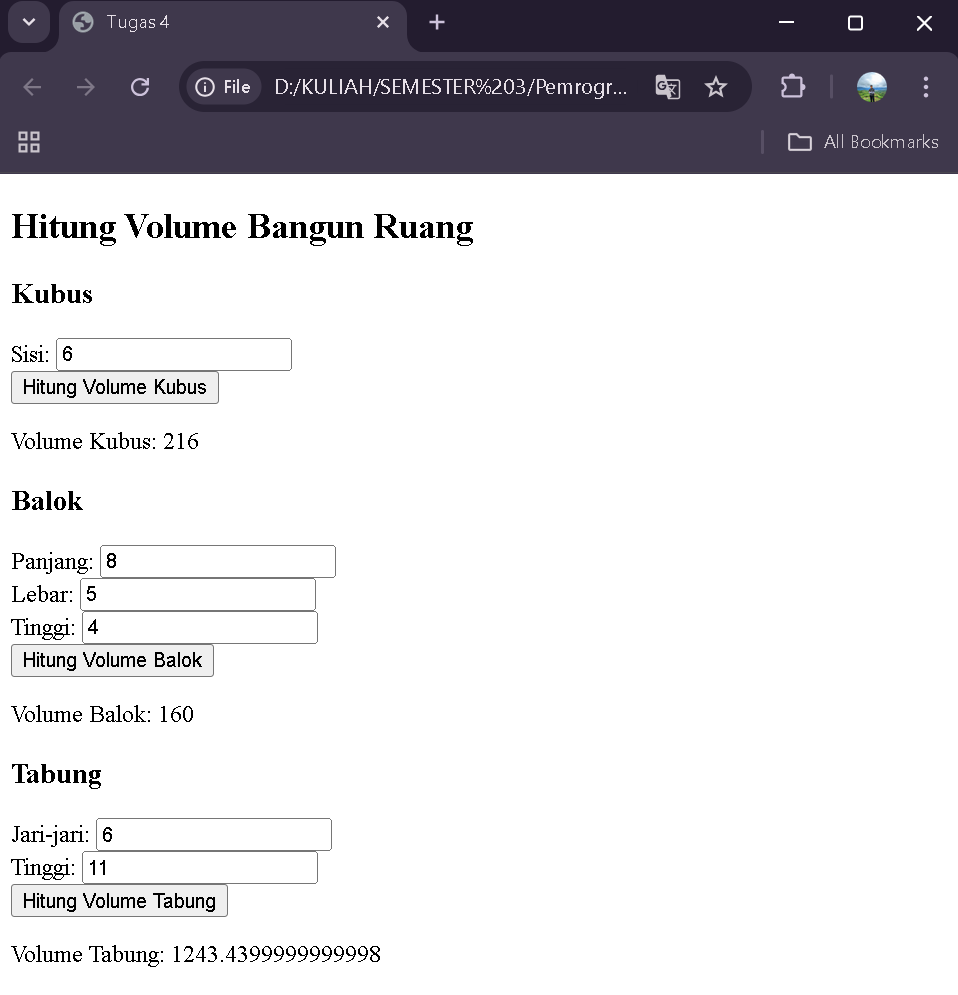 Tugas 4
File D:/KULIAH/SEMESTER%203/Pemrogr...
All Bookmarks
Hitung Volume Bangun Ruang
Kubus
Sisi: 6
Hitung Volume Kubus
Volume Kubus: 216
Balok
Panjang: 8
Lebar: 5
Tinggi: 4
Hitung Volume Balok
Volume Balok: 160
Tabung
Jari-jari: 6
Tinggi: 11
Hitung Volume Tabung
Volume Tabung: 1243.4399999999998